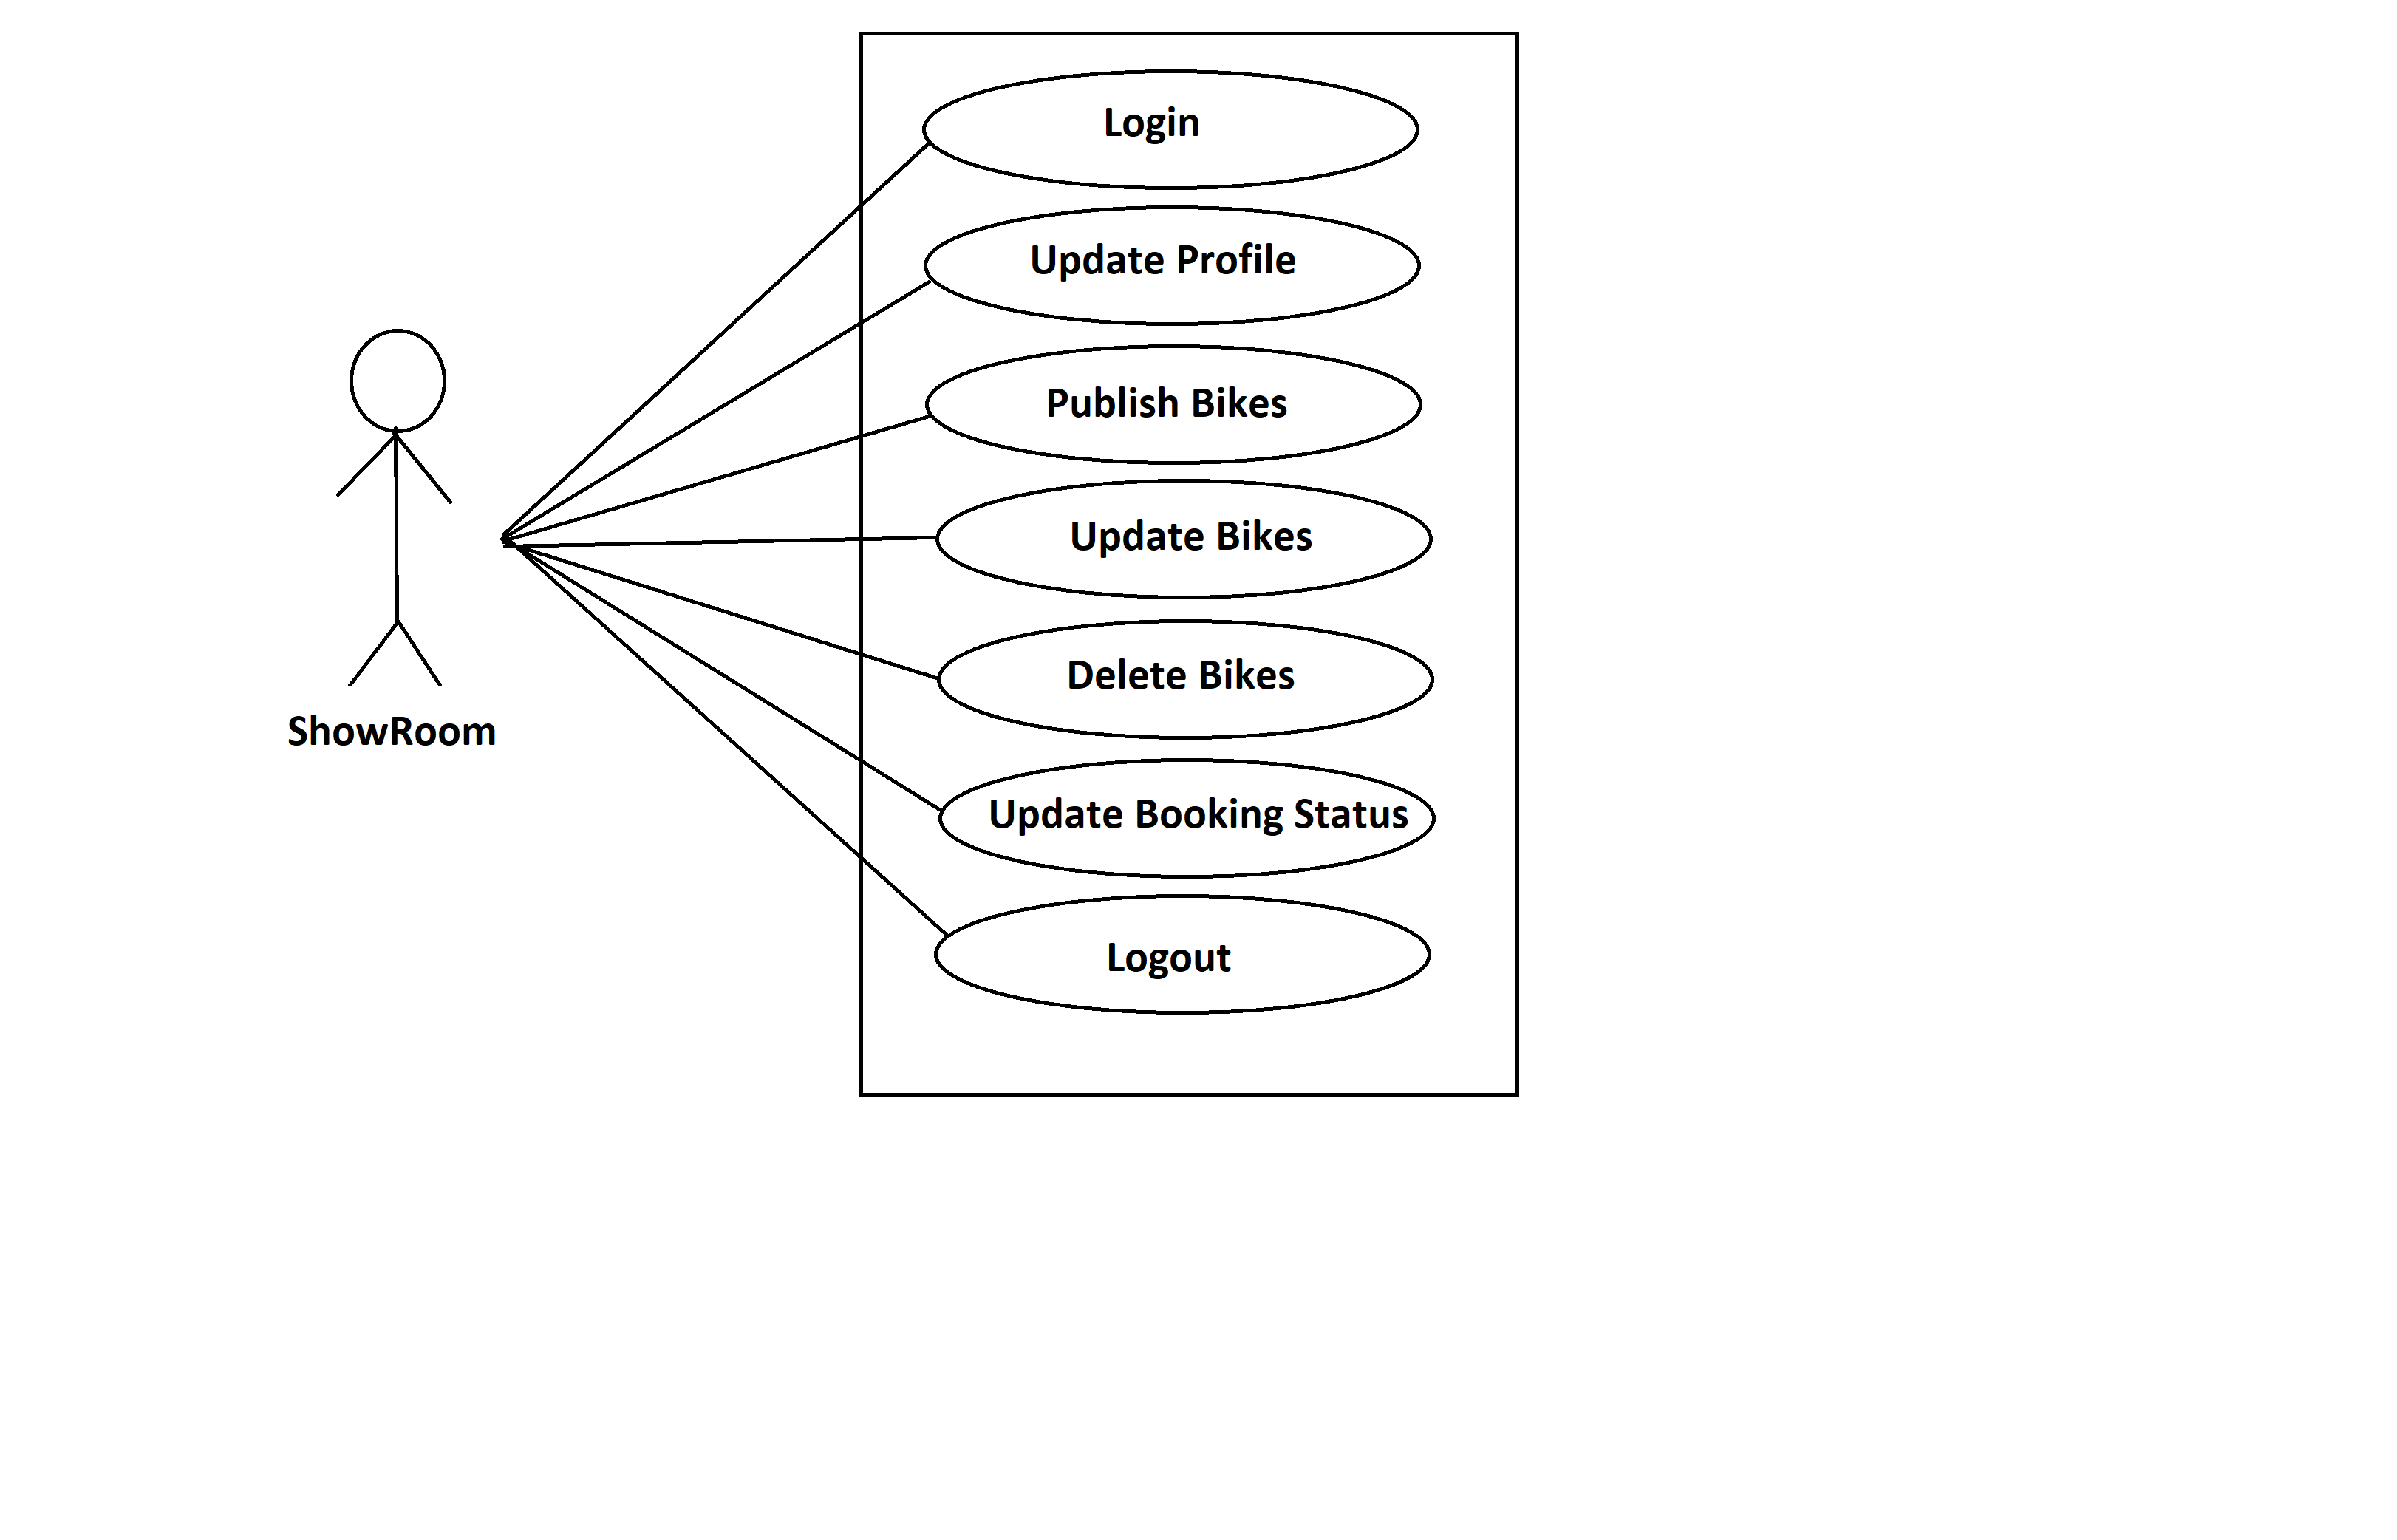 Login
Update Profile
Publish Bikes
Update Bikes
Delete Bikes
ShowRoom
Update Booking Status
Logout